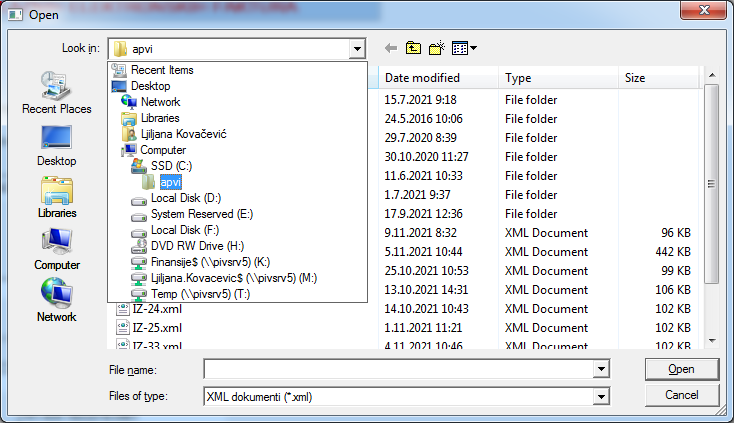 Open
Look in: apvi
Recent Places
Desktop
Libraries
Computer
Network
Recent Items
Desktop
Network
Libraries
Ljiljana Kovačević
Computer
SSD (C:)
apvi
Local Disk (D:)
System Reserved (E:)
Local Disk (F:)
DVD RW Drive (H:)
Finansije$ (\\pivsrv5) (K:)
Ljiljana.Kovacevic$ (\\pivsrv5) (M:)
Temp (\\pivsrv5) (T:)
Date modified Type Size
15.7.2021 9:18 File folder
24.5.2016 10:06 File folder
29.7.2020 8:39 File folder
30.10.2020 11:27 File folder
11.6.2021 10:33 File folder
1.7.2021 9:37 File folder
17.9.2021 12:36 File folder
9.11.2021 8:32 XML Document 96 KB
5.11.2021 10:44 XML Document 442 KB
25.10.2021 10:53 XML Document 99 KB
13.10.2021 14:31 XML Document 106 KB
IZ-24.xml 14.10.2021 10:43 XML Document 102 KB
IZ-25.xml 1.11.2021 11:21 XML Document 102 KB
IZ-33.xml 4.11.2021 10:46 XML Document 102 KB
File name: Open
Files of type: XML dokumenti (*.xml) Cancel